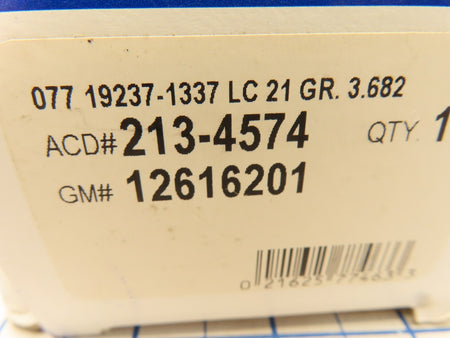 077 19237-1337 LC 21 GR. 3.682
ACD# 213-4574 QTY. 1
GM# 12616201